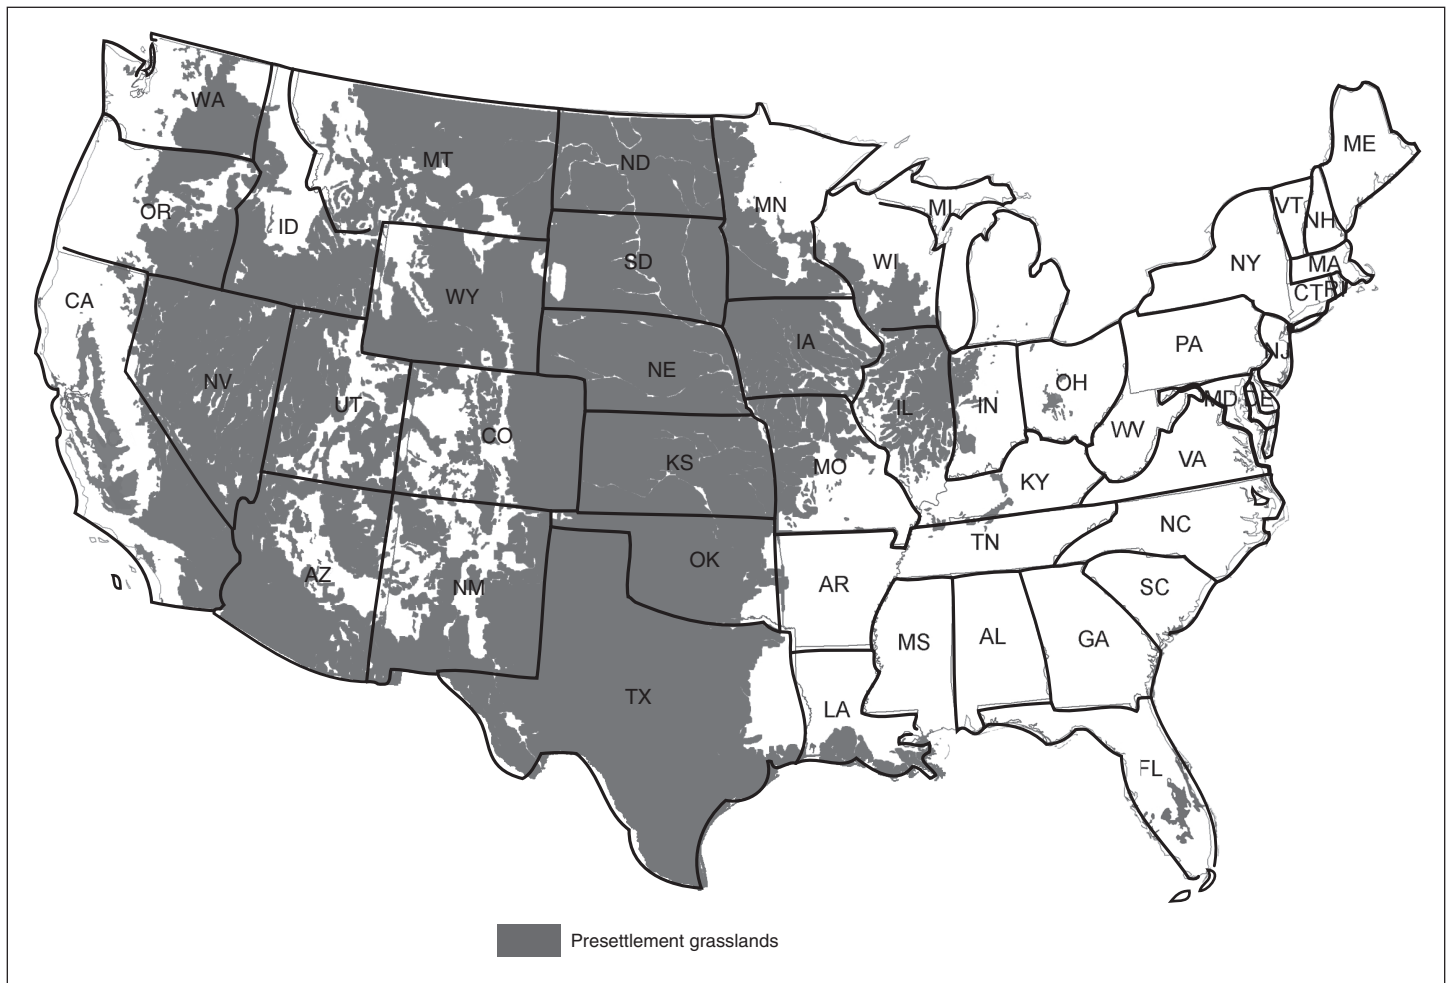 WA
MT
ND
MN
OR
ID
SD
WI
MI
ME
VT
NH
NY
MA
CT
RI
CA
WY
IA
NE
PA
NJ
NV
UT
CO
IL
IN
OH
MD
DE
WV
KS
MO
KY
VA
NC
TN
OK
AZ
NM
AR
SC
MS
AL
GA
TX
LA
FL
Presettlement grasslands